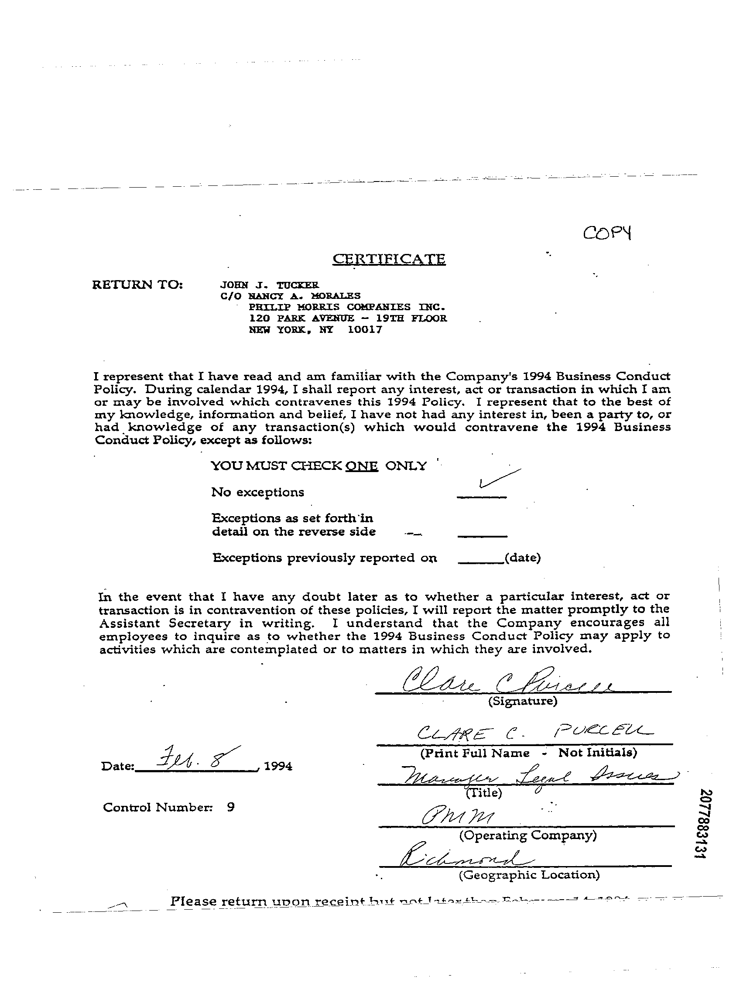 COPY
CERTIFICATE
RETURN TO: JOHN J. TUCKER
C/O NANCY A. MORALES
PHILIP MORRIS COMPANIES INC.
120 PARK AVENUE - 19TH FLOOR
NEW YORK, NY 10017
I represent that I have read and am familiar with the Company's 1994 Business Conduct
Policy. During calendar 1994, I shall report any interest, act or transaction in which I am
or may be involved which contravenes this 1994 Policy. I represent that to the best of
my knowledge, information and belief, I have not had any interest in, been a party to, or
had knowledge of any transaction(s) which would contravene the 1994 Business
Conduct Policy, except as follows:
YOU MUST CHECK ONE ONLY
No exceptions
Exceptions as set forth in
detail on the reverse side
Exceptions previously reported on ______(date)
In the event that I have any doubt later as to whether a particular interest, act or
transaction is in contravention of these policies, I will report the matter promptly to the
Assistant Secretary in writing. I understand that the Company encourages all
employees to inquire as to whether the 1994 Business Conduct Policy may apply to
activities which are contemplated or to matters in which they are involved.
Clare C Purcell
(Signature)
CLARE C. PURCELL
(Print Full Name - Not Initials)
Date: Feb. 8, 1994
Manager Legal Issues
(Title)
Control Number: 9
PMM
(Operating Company)
Richmond
(Geographic Location)
Please return upon receipt but not later than
2077883131